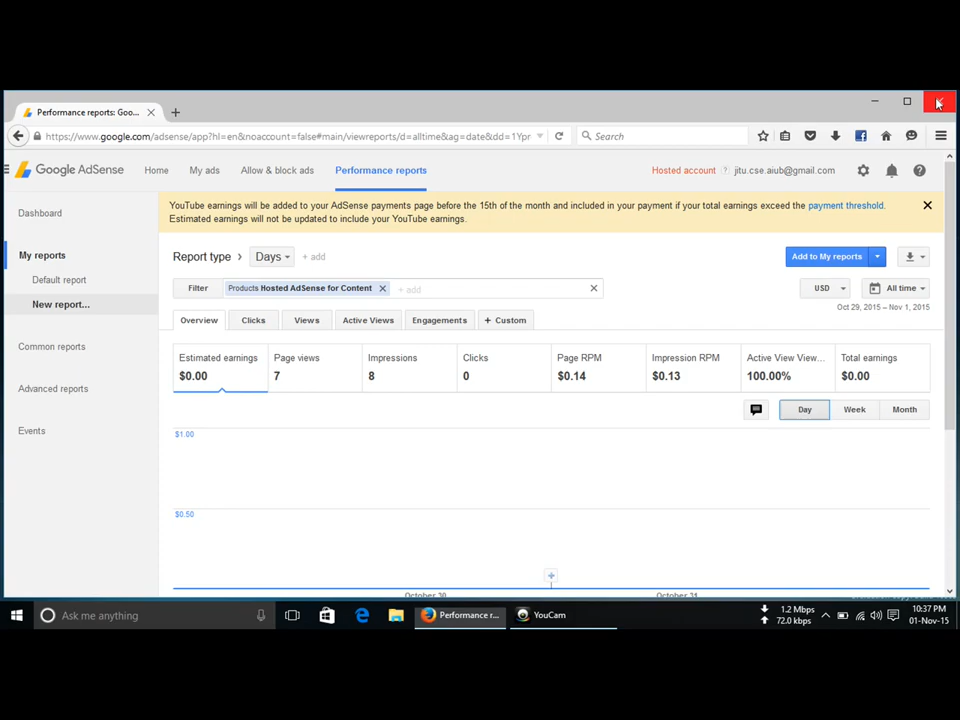 Performance reports: Goo...
https://www.google.com/adsense/app?hl=en&noaccount=false#main/viewreports/d=alltime&ag=date&dd=1Ypr
Search
Google AdSense
Home
My ads
Allow & block ads
Performance reports
Hosted account
?
jitu.cse.aiub@gmail.com
YouTube earnings will be added to your AdSense payments page before the 15th of the month and included in your payment if your total earnings exceed the payment threshold.
Estimated earnings will not be updated to include your YouTube earnings.
Dashboard
My reports
Default report
New report...
Common reports
Advanced reports
Events
Report type
Days
+ add
Add to My reports
Filter
Products Hosted AdSense for Content
+ add
USD
All time
Oct 29, 2015 – Nov 1, 2015
Overview
Clicks
Views
Active Views
Engagements
+ Custom
Estimated earnings
$0.00
Page views
7
Impressions
8
Clicks
0
Page RPM
$0.14
Impression RPM
$0.13
Active View View...
100.00%
Total earnings
$0.00
Day
Week
Month
$1.00
$0.50
October 30
October 31
Ask me anything
Performance r...
YouCam
1.2 Mbps
72.0 kbps
10:37 PM
01-Nov-15